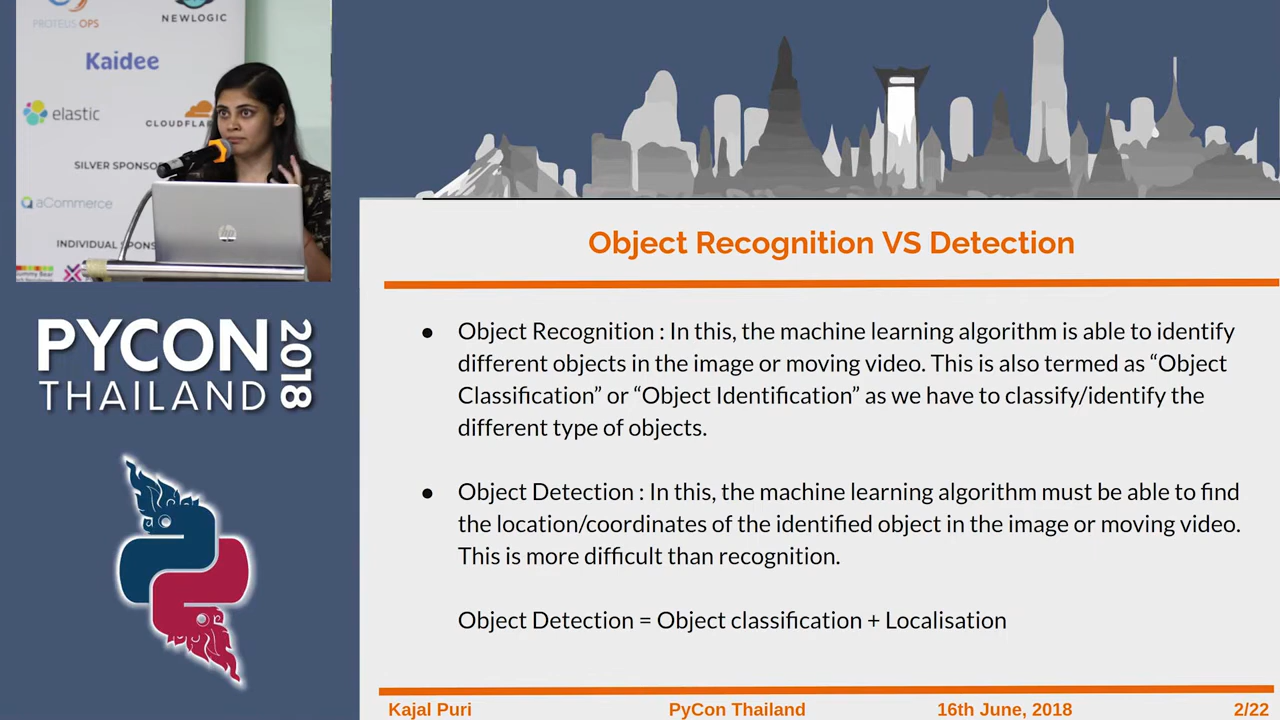 PROTEUS OPS
NEWLOGIC
Kaidee
elastic
CLOUDFLAR
SILVER SPONSO
aCommerce
INDIVIDUAL SPONS
hp
PYCON
THAILAND
2018
Object Recognition VS Detection
● Object Recognition : In this, the machine learning algorithm is able to identify
different objects in the image or moving video. This is also termed as “Object
Classification” or “Object Identification” as we have to classify/identify the
different type of objects.
● Object Detection : In this, the machine learning algorithm must be able to find
the location/coordinates of the identified object in the image or moving video.
This is more difficult than recognition.
Object Detection = Object classification + Localisation
Kajal Puri PyCon Thailand 16th June, 2018 2/22